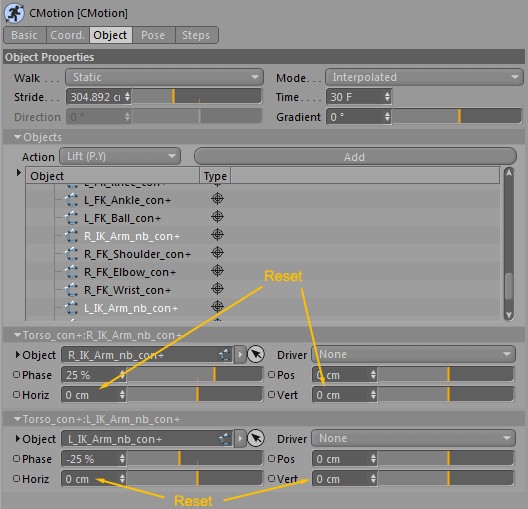 CMotion [CMotion]
Basic Coord. Object Pose Steps
Object Properties
Walk . . . Static Mode. . . Interpolated
Stride. . . 304.892 cr Time. . . . 30 F
Direction 0 ° Gradient 0 °
Objects
Action Lift (P.Y) Add
Object Type
L_FK_Knee_con+
L_FK_Ankle_con+
L_FK_Ball_con+
R_IK_Arm_nb_con+
R_FK_Shoulder_con+
R_FK_Elbow_con+
R_FK_Wrist_con+
L_IK_Arm_nb_con+
Reset
Torso_con+:R_IK_Arm_nb_con+
Object R_IK_Arm_nb_con+ Driver None
Phase 25 % Pos 0 cm
Horiz 0 cm Vert 0 cm
Torso_con+:L_IK_Arm_nb_con+
Object L_IK_Arm_nb_con+ Driver None
Phase -25 % Pos 0 cm
Horiz 0 cm Vert 0 cm
Reset